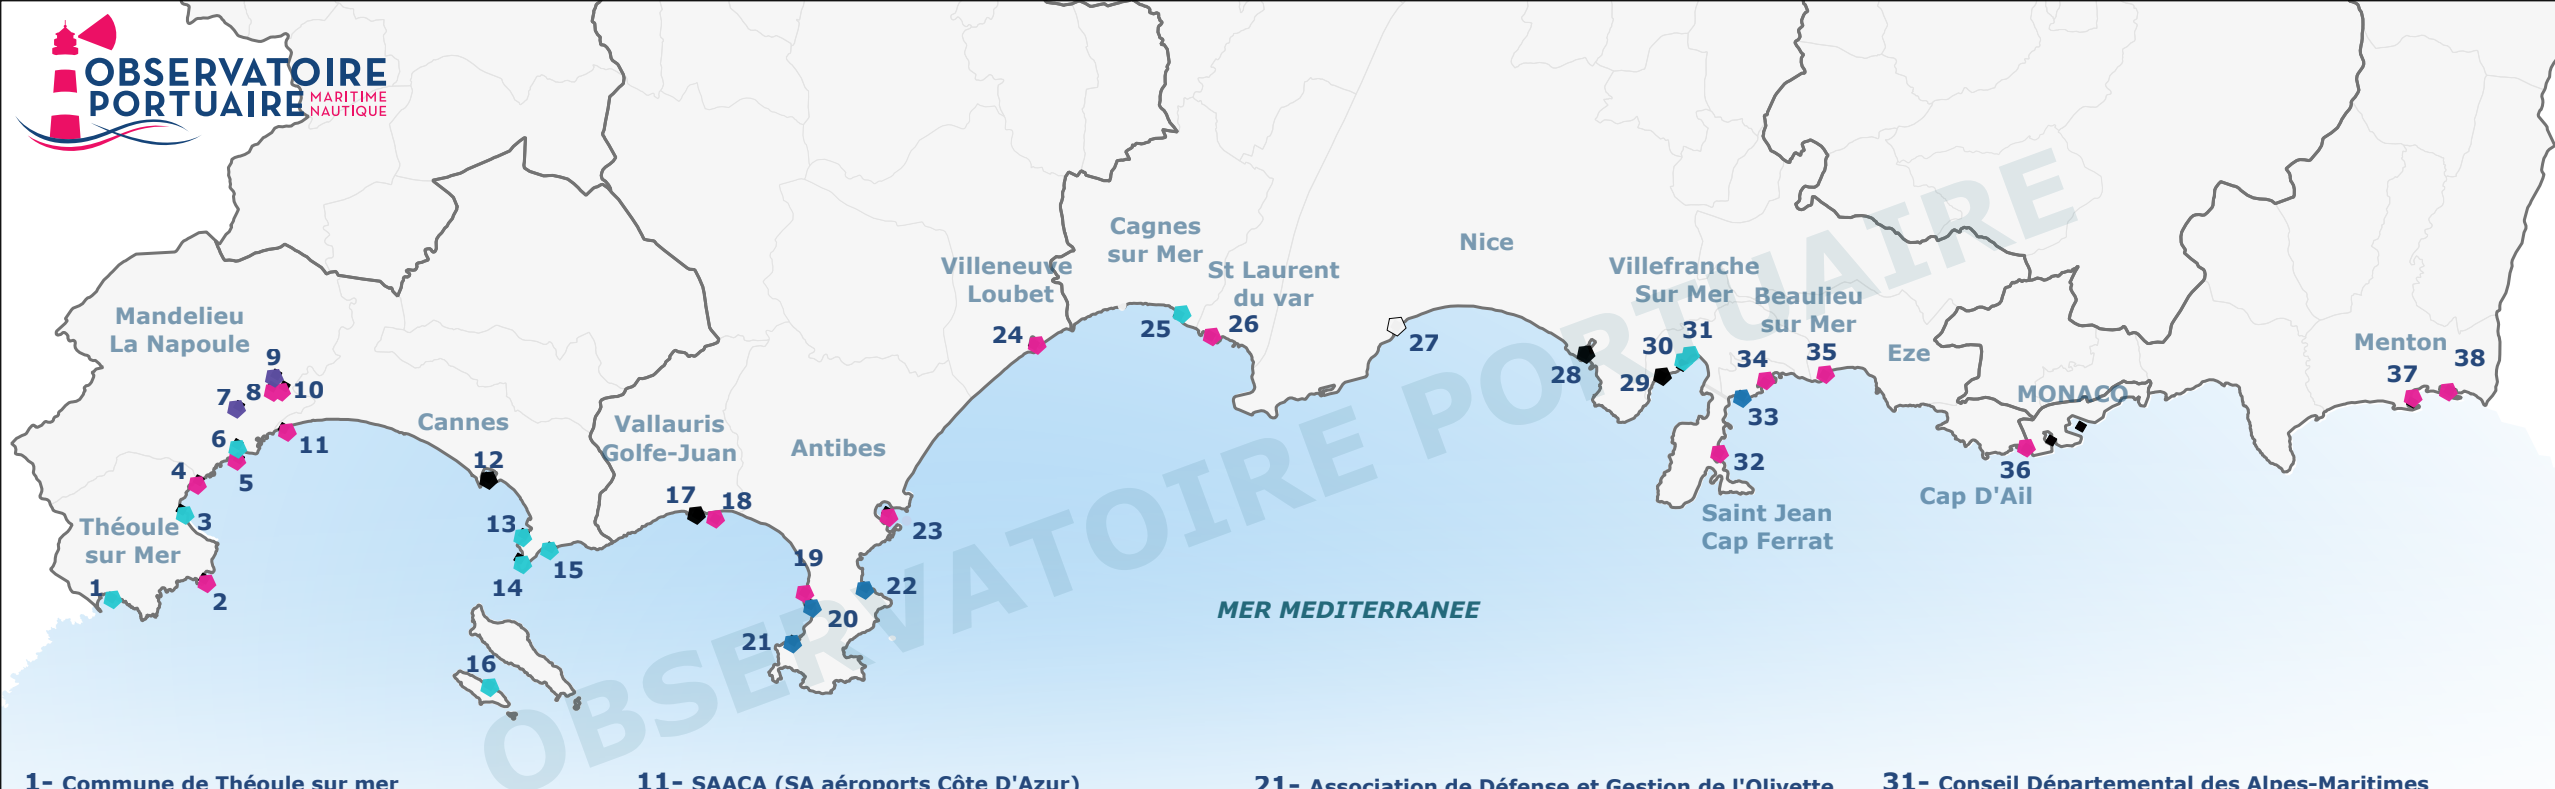 OBSERVATOIRE
PORTUAIRE
MARITIME
NAUTIQUE
Cagnes
sur Mer
Nice
Villeneuve
Loubet
St Laurent
du var
Villefranche
Sur Mer
Beaulieu
sur Mer
Mandelieu
La Napoule
24
25
26
27
28
29
30
31
34
35
Eze
Menton
37
38
9
7
8
10
MONACO
6
11
Cannes
Vallauris
Golfe-Juan
Antibes
33
4
5
12
32
36
Cap D'Ail
3
Théoule
sur Mer
17
18
13
23
Saint Jean
Cap Ferrat
1
2
14
15
19
22
20
21
16
MER MEDITERRANEE
OBSERVATOIRE PORTUAIRE
1- Commune de Théoule sur mer
11- SAACA (SA aéroports Côte D'Azur)
21- Association de Défense et Gestion de l'Olivette
31- Conseil Départemental des Alpes-Maritimes